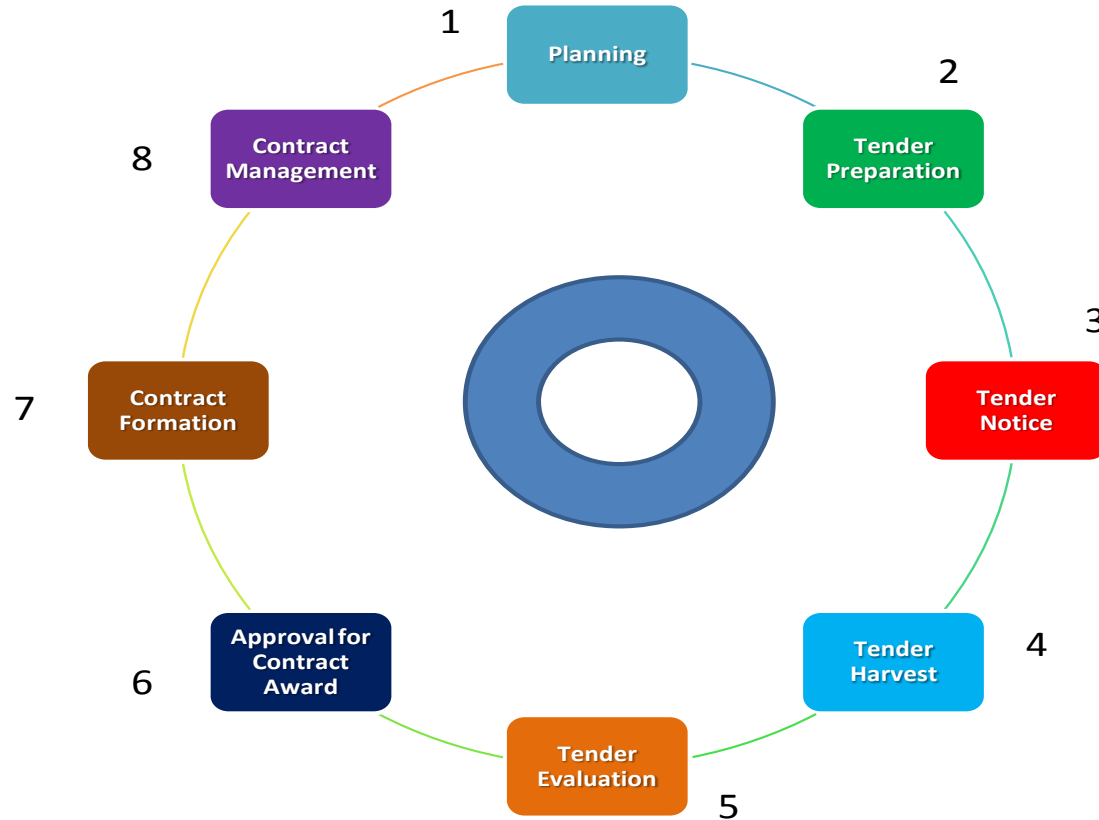 1
Planning
2
Tender
Preparation
3
Tender
Notice
4
Tender
Harvest
5
Tender
Evaluation
6
Approval for
Contract
Award
7
Contract
Formation
8
Contract
Management